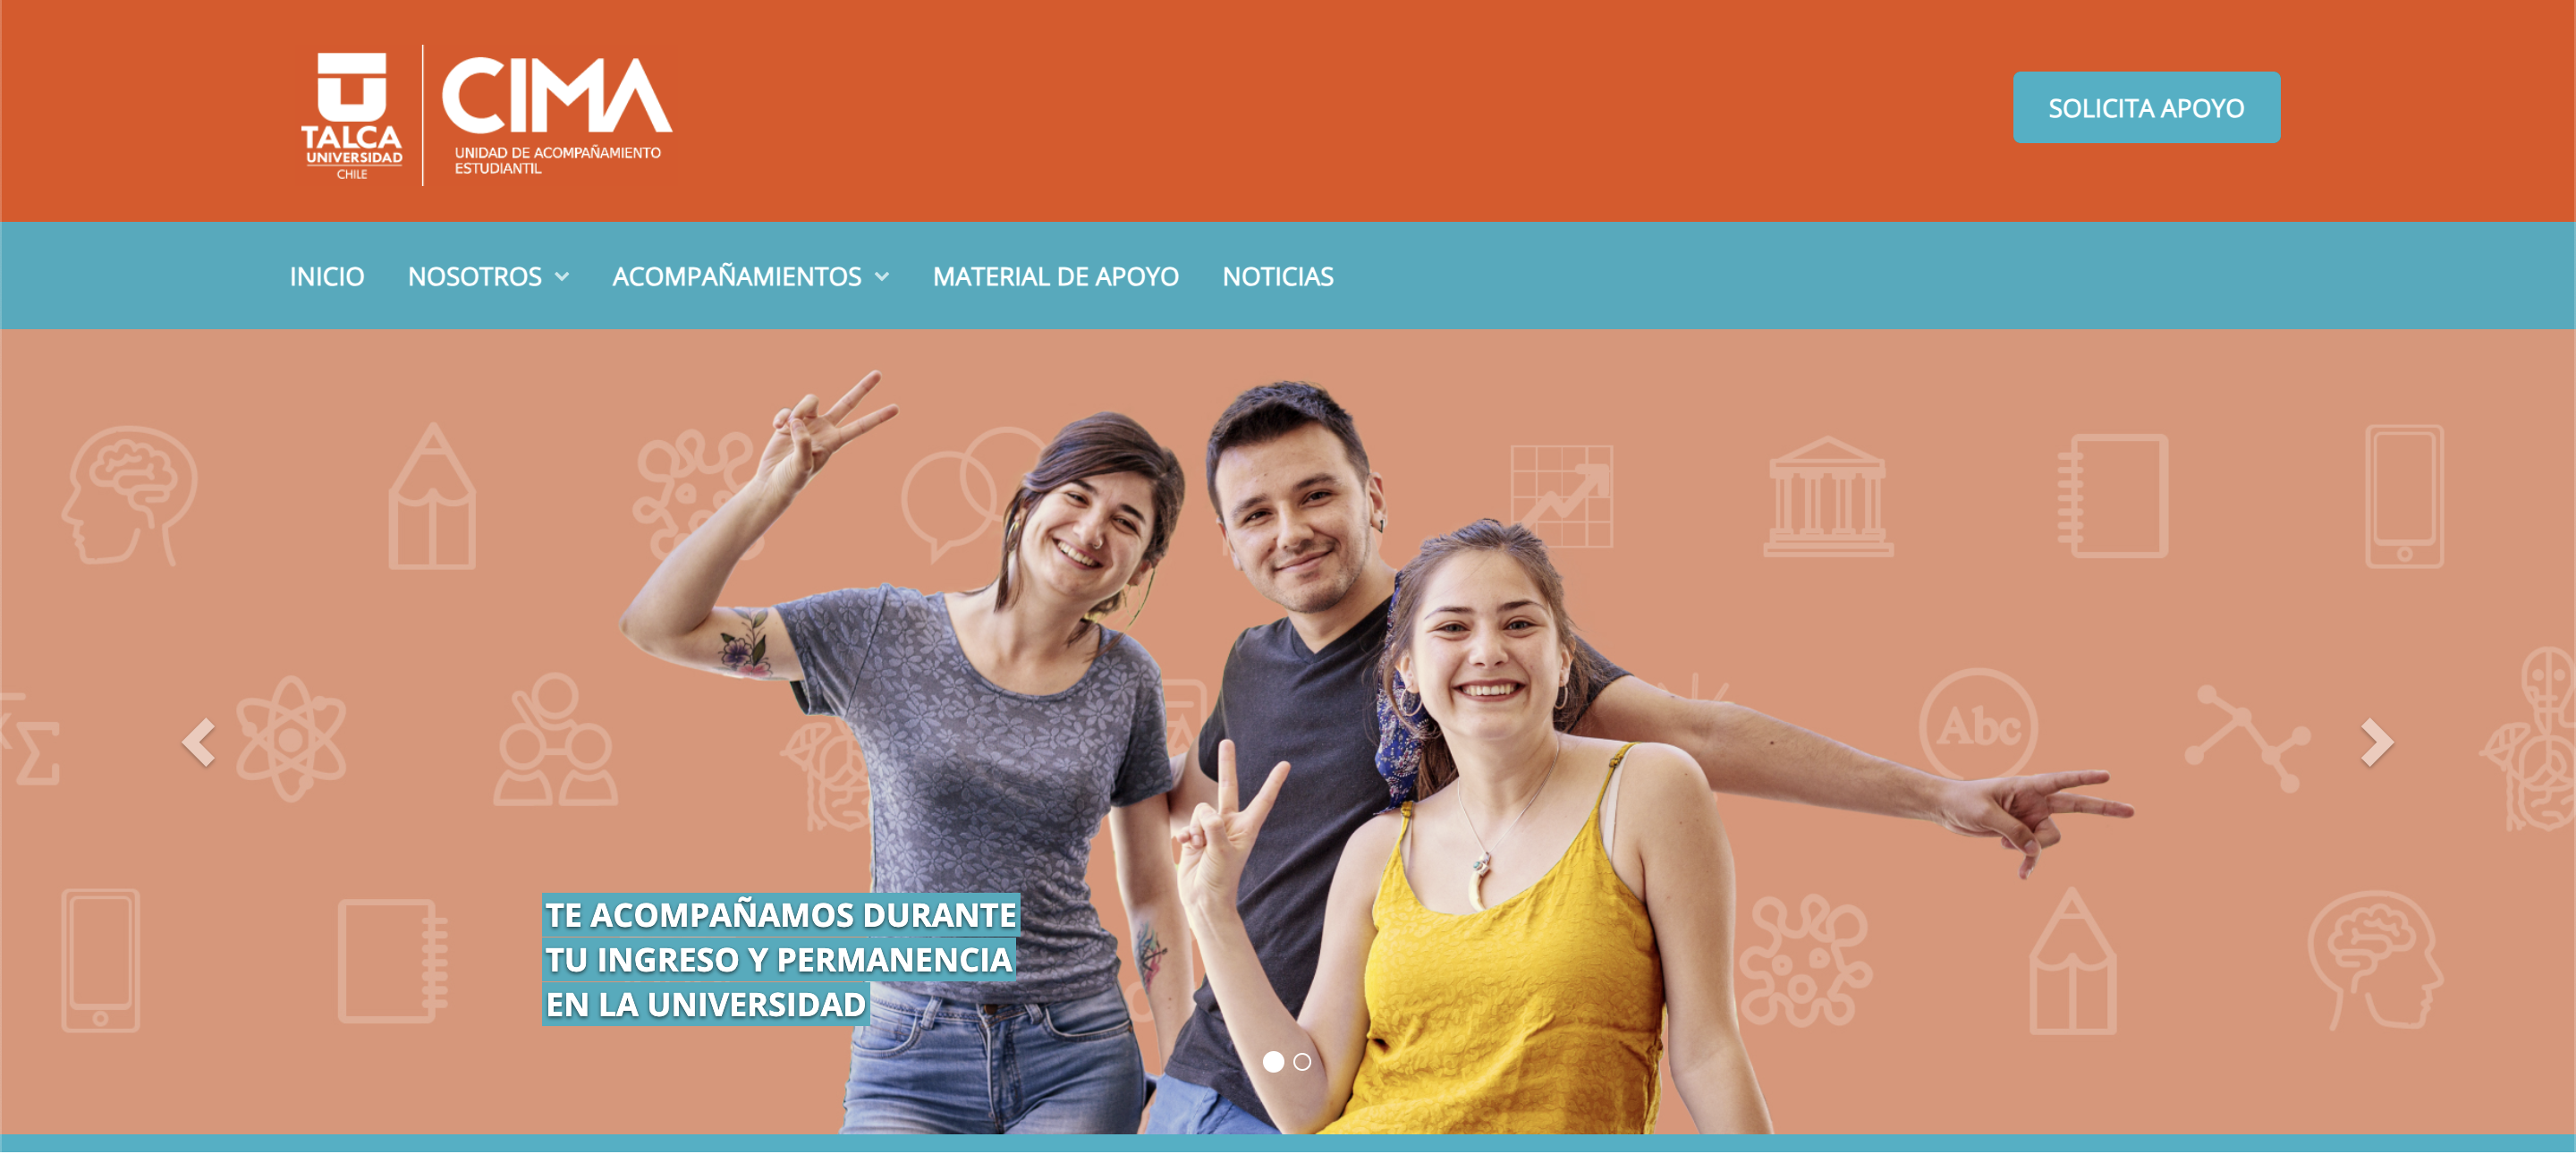 TALCA
UNIVERSIDAD
CHILE
CIMA
UNIDAD DE ACOMPAÑAMIENTO
ESTUDIANTIL
SOLICITA APOYO
INICIO NOSOTROS ACOMPAÑAMIENTOS MATERIAL DE APOYO NOTICIAS
Σ
Abc
TE ACOMPAÑAMOS DURANTE
TU INGRESO Y PERMANENCIA
EN LA UNIVERSIDAD